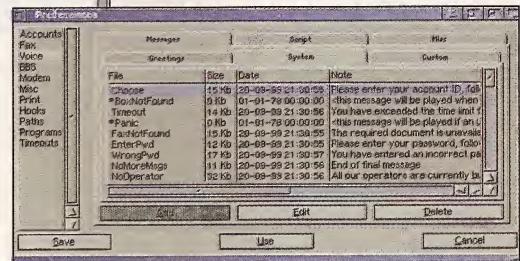 Preferences
Accounts
Fax
Voice
BBS
Modem
Misc
Print
Hooks
Paths
Programs
Timeouts
Messages Script Misc
Greetings System Custom
File Size Date Note
Choose 15 Kb 20-09-99 21:30:55 Please enter your account ID, foll
*BoxNotFound 0 Kb 01-01-78 00:00:00 <this message will be played when
Timeout 14 Kb 20-09-99 21:30:56 You have exceeded the time limit f
*Panic 0 Kb 01-01-78 00:00:00 <this message will be played if an u
FaxNotFound 15 Kb 20-09-99 21:30:55 The required document is unavaila
EnterPwd 12 Kb 20-09-99 21:30:55 Please enter your password, follo
WrongPwd 17 Kb 20-09-99 21:30:57 You have entered an incorrect pa
NoMoreMsgs 11 Kb 20-09-99 21:30:56 End of final message
NoOperator 32 Kb 20-09-99 21:30:56 All our operators are currently bu
Add Edit Delete
Save Use Cancel